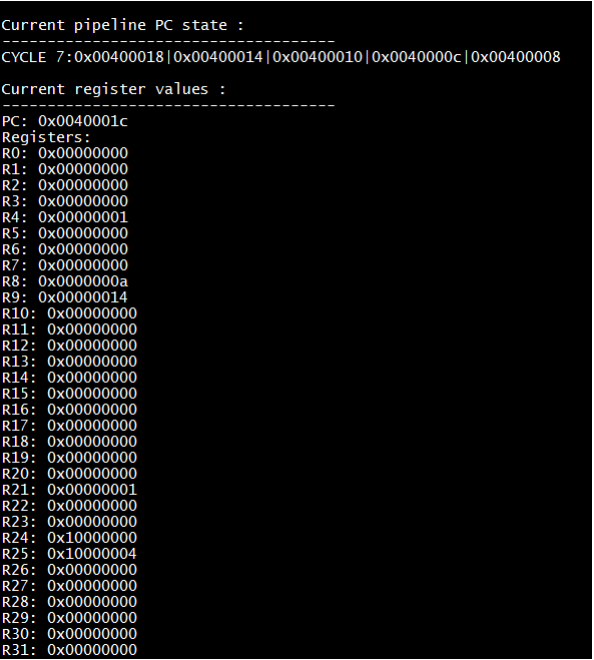 Current pipeline PC state :
-------------------------------------
CYCLE 7:0x00400018|0x00400014|0x00400010|0x0040000c|0x00400008
Current register values :
-------------------------------------
PC: 0x0040001c
Registers:
R0: 0x00000000
R1: 0x00000000
R2: 0x00000000
R3: 0x00000000
R4: 0x00000001
R5: 0x00000000
R6: 0x00000000
R7: 0x00000000
R8: 0x0000000a
R9: 0x00000014
R10: 0x00000000
R11: 0x00000000
R12: 0x00000000
R13: 0x00000000
R14: 0x00000000
R15: 0x00000000
R16: 0x00000000
R17: 0x00000000
R18: 0x00000000
R19: 0x00000000
R20: 0x00000000
R21: 0x00000001
R22: 0x00000000
R23: 0x00000000
R24: 0x10000000
R25: 0x10000004
R26: 0x00000000
R27: 0x00000000
R28: 0x00000000
R29: 0x00000000
R30: 0x00000000
R31: 0x00000000